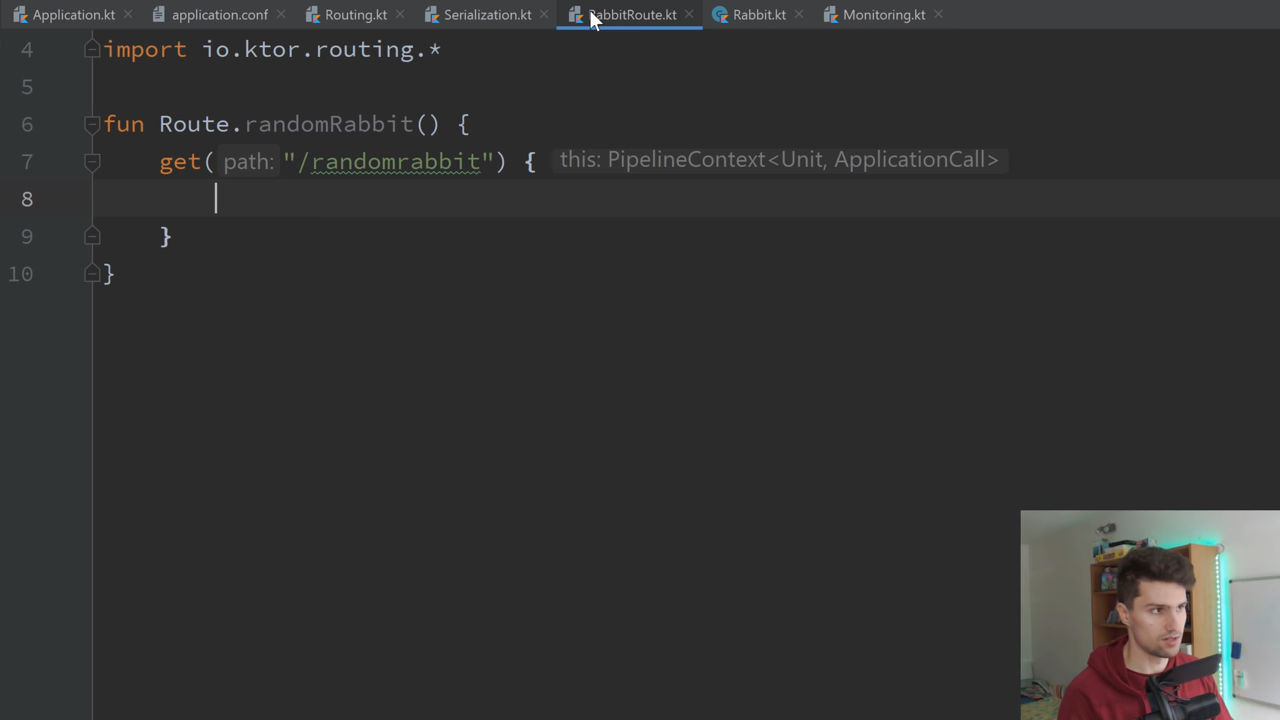 Application.kt application.conf Routing.kt Serialization.kt RabbitRoute.kt Rabbit.kt Monitoring.kt
4 import io.ktor.routing.*
5
6 fun Route.randomRabbit() {
7 get( path: "/randomrabbit") { this: PipelineContext<Unit, ApplicationCall>
8
9 }
10 }